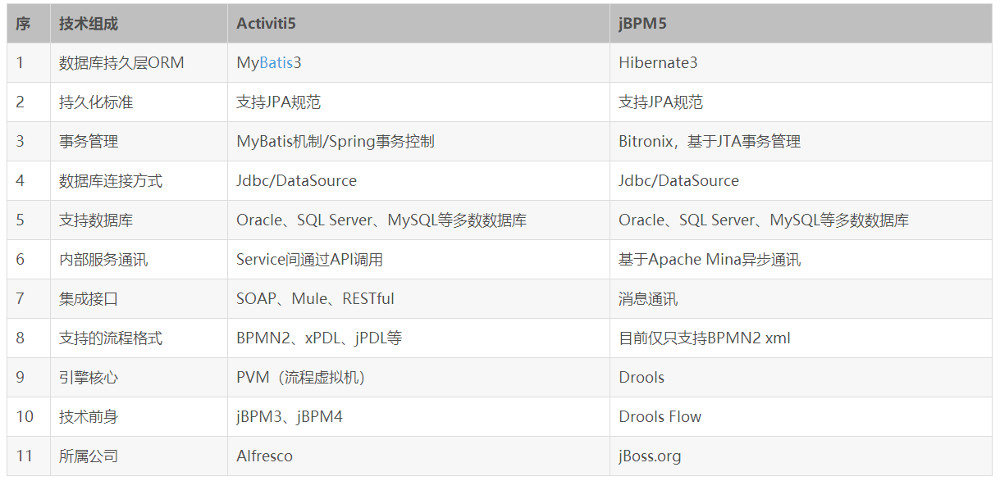 序 技术组成 Activiti5 jBPM5
1 数据库持久层ORM MyBatis3 Hibernate3
2 持久化标准 支持JPA规范 支持JPA规范
3 事务管理 MyBatis机制/Spring事务控制 Bitronix，基于JTA事务管理
4 数据库连接方式 Jdbc/DataSource Jdbc/DataSource
5 支持数据库 Oracle、SQL Server、MySQL等多数数据库 Oracle、SQL Server、MySQL等多数数据库
6 内部服务通讯 Service间通过API调用 基于Apache Mina异步通讯
7 集成接口 SOAP、Mule、RESTful 消息通讯
8 支持的流程格式 BPMN2、xPDL、jPDL等 目前仅只支持BPMN2 xml
9 引擎核心 PVM（流程虚拟机） Drools
10 技术前身 jBPM3、jBPM4 Drools Flow
11 所属公司 Alfresco jBoss.org